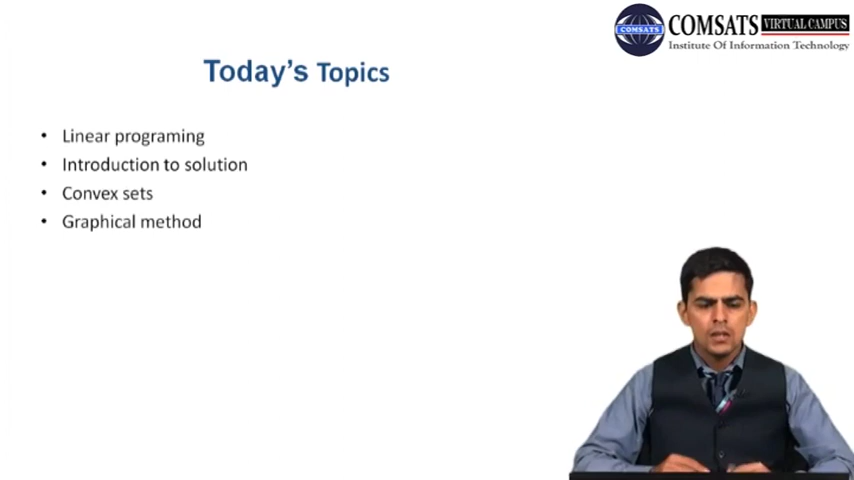 COMSATS VIRTUAL CAMPUS
COMSATS
Institute Of Information Technology
Today's Topics
• Linear programing
• Introduction to solution
• Convex sets
• Graphical method